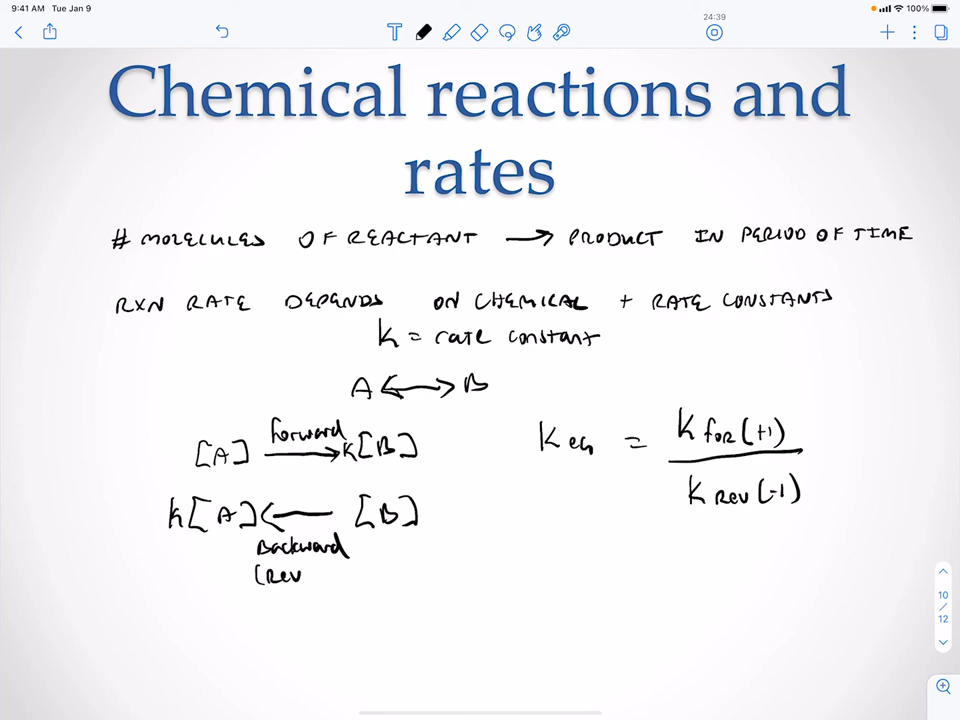 9:41 AM Tue Jan 9
100%
24:39
Chemical reactions and
rates
# MOLECULES OF REACTANT → PRODUCT IN PERIOD OF TIME
RXN RATE DEPENDS ON CHEMICAL + RATE CONSTANTS
K = rate constant
A ↔ B
[A] forward → K[B]
K[A] ← [B]
Backward
(Rev
Keq = K for (+1) / K Rev (-1)
10
/
12